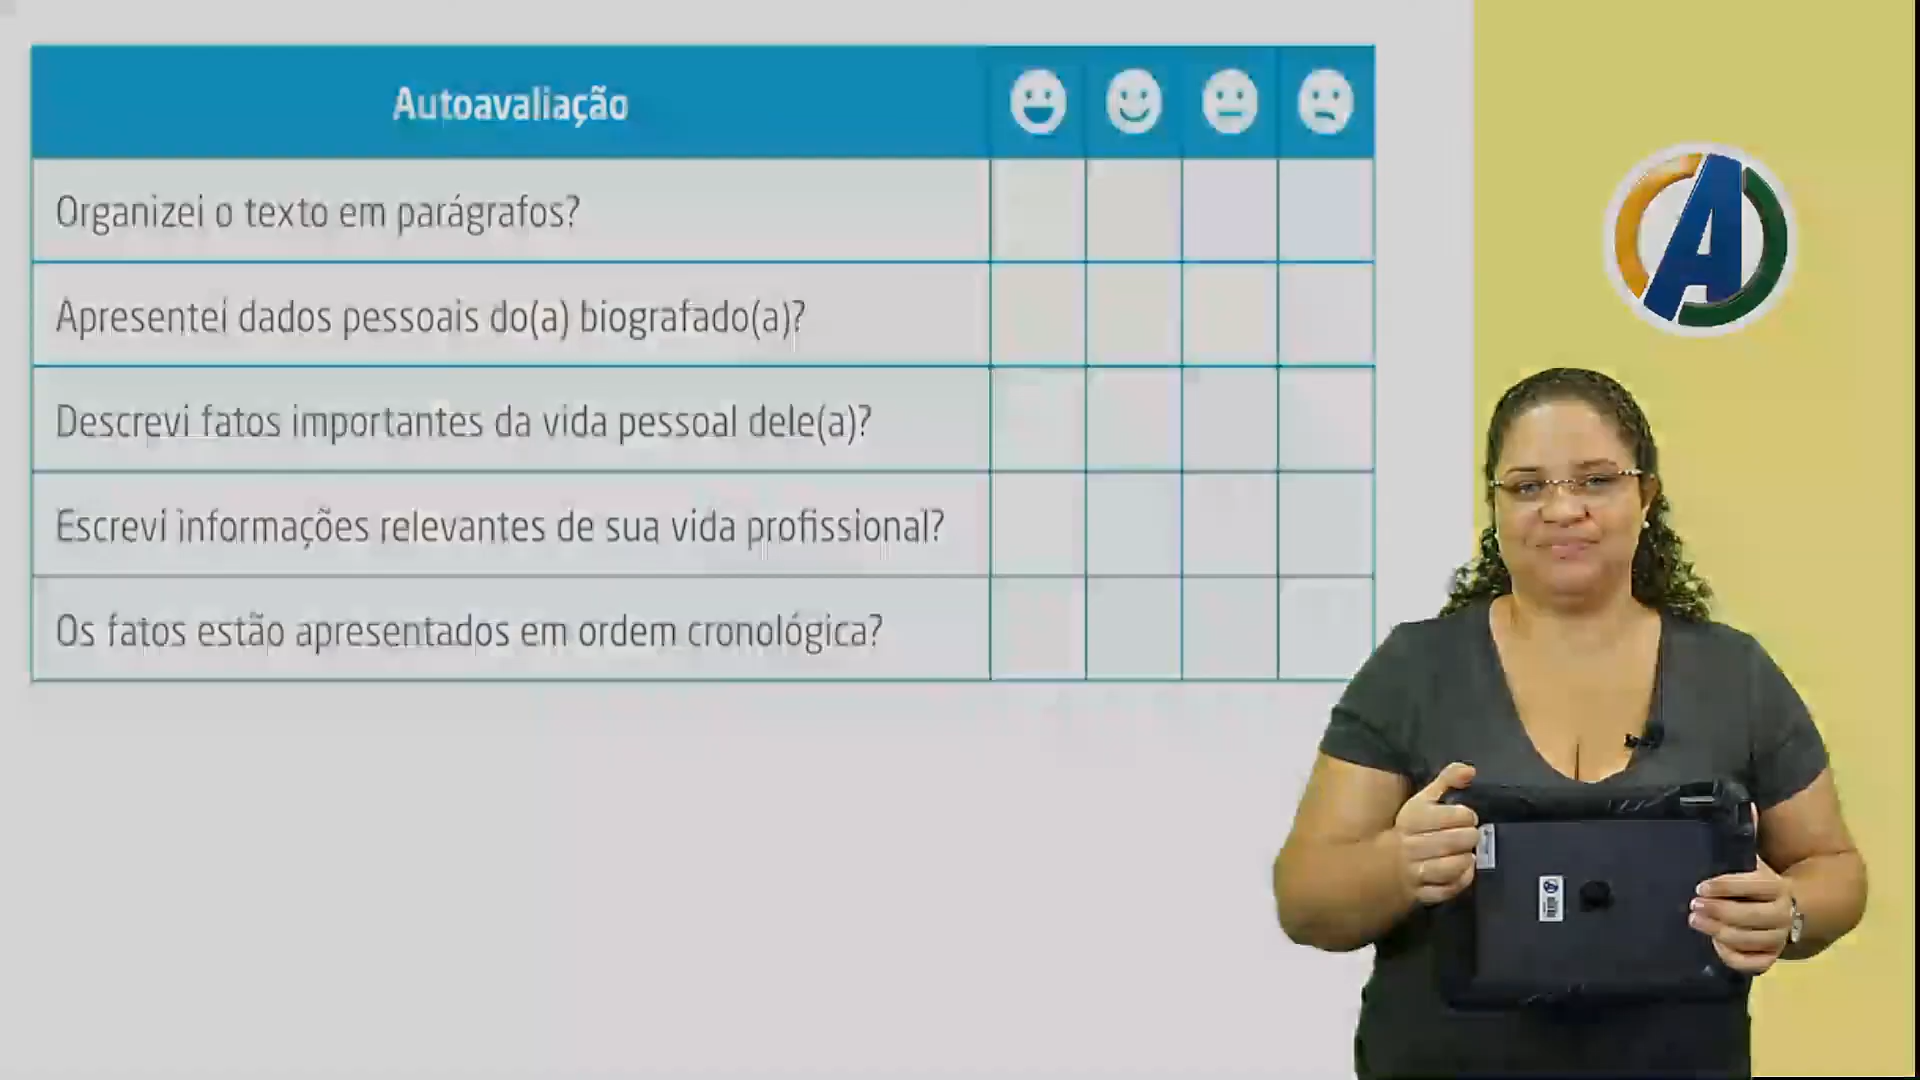 Autoavaliação
Organizei o texto em parágrafos?
Apresentei dados pessoais do(a) biografado(a)?
Descrevi fatos importantes da vida pessoal dele(a)?
Escrevi informações relevantes de sua vida profissional?
Os fatos estão apresentados em ordem cronológica?
A